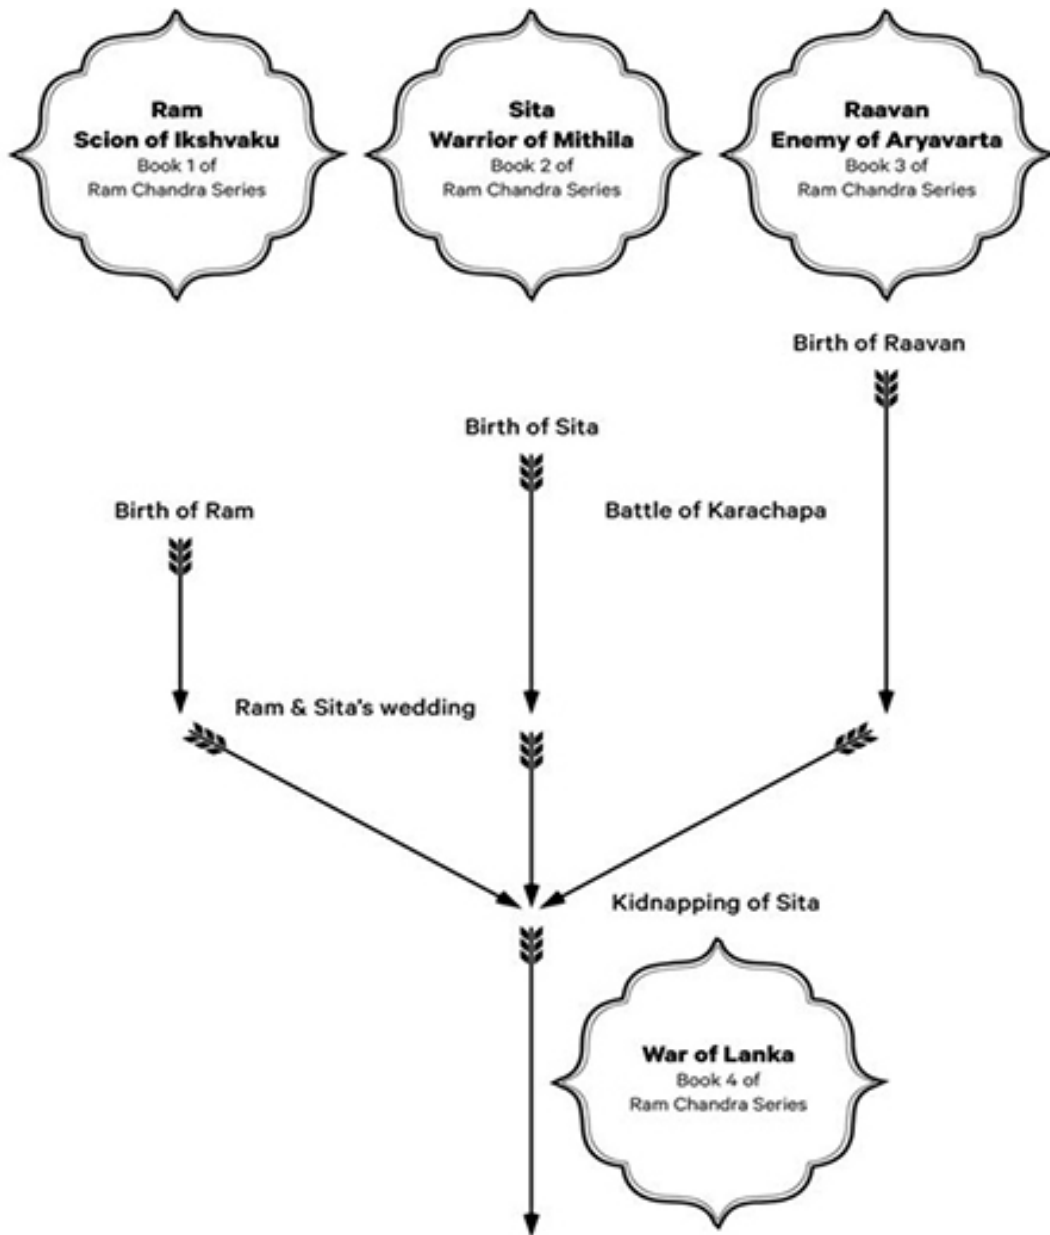 Ram
Scion of Ikshvaku
Book 1 of
Ram Chandra Series
Sita
Warrior of Mithila
Book 2 of
Ram Chandra Series
Raavan
Enemy of Aryavarta
Book 3 of
Ram Chandra Series
Birth of Raavan
Birth of Sita
Birth of Ram
Battle of Karachapa
Ram & Sita's wedding
Kidnapping of Sita
War of Lanka
Book 4 of
Ram Chandra Series